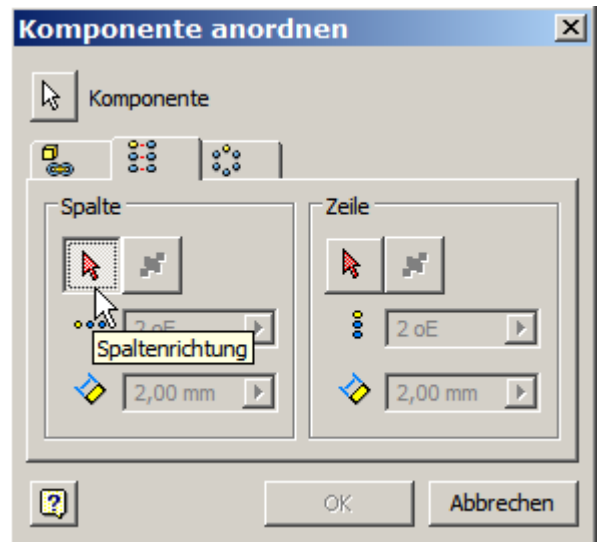 Komponente anordnen
Komponente
Spalte
Zeile
2 oE
2 oE
Spaltenrichtung
2,00 mm
2,00 mm
OK
Abbrechen